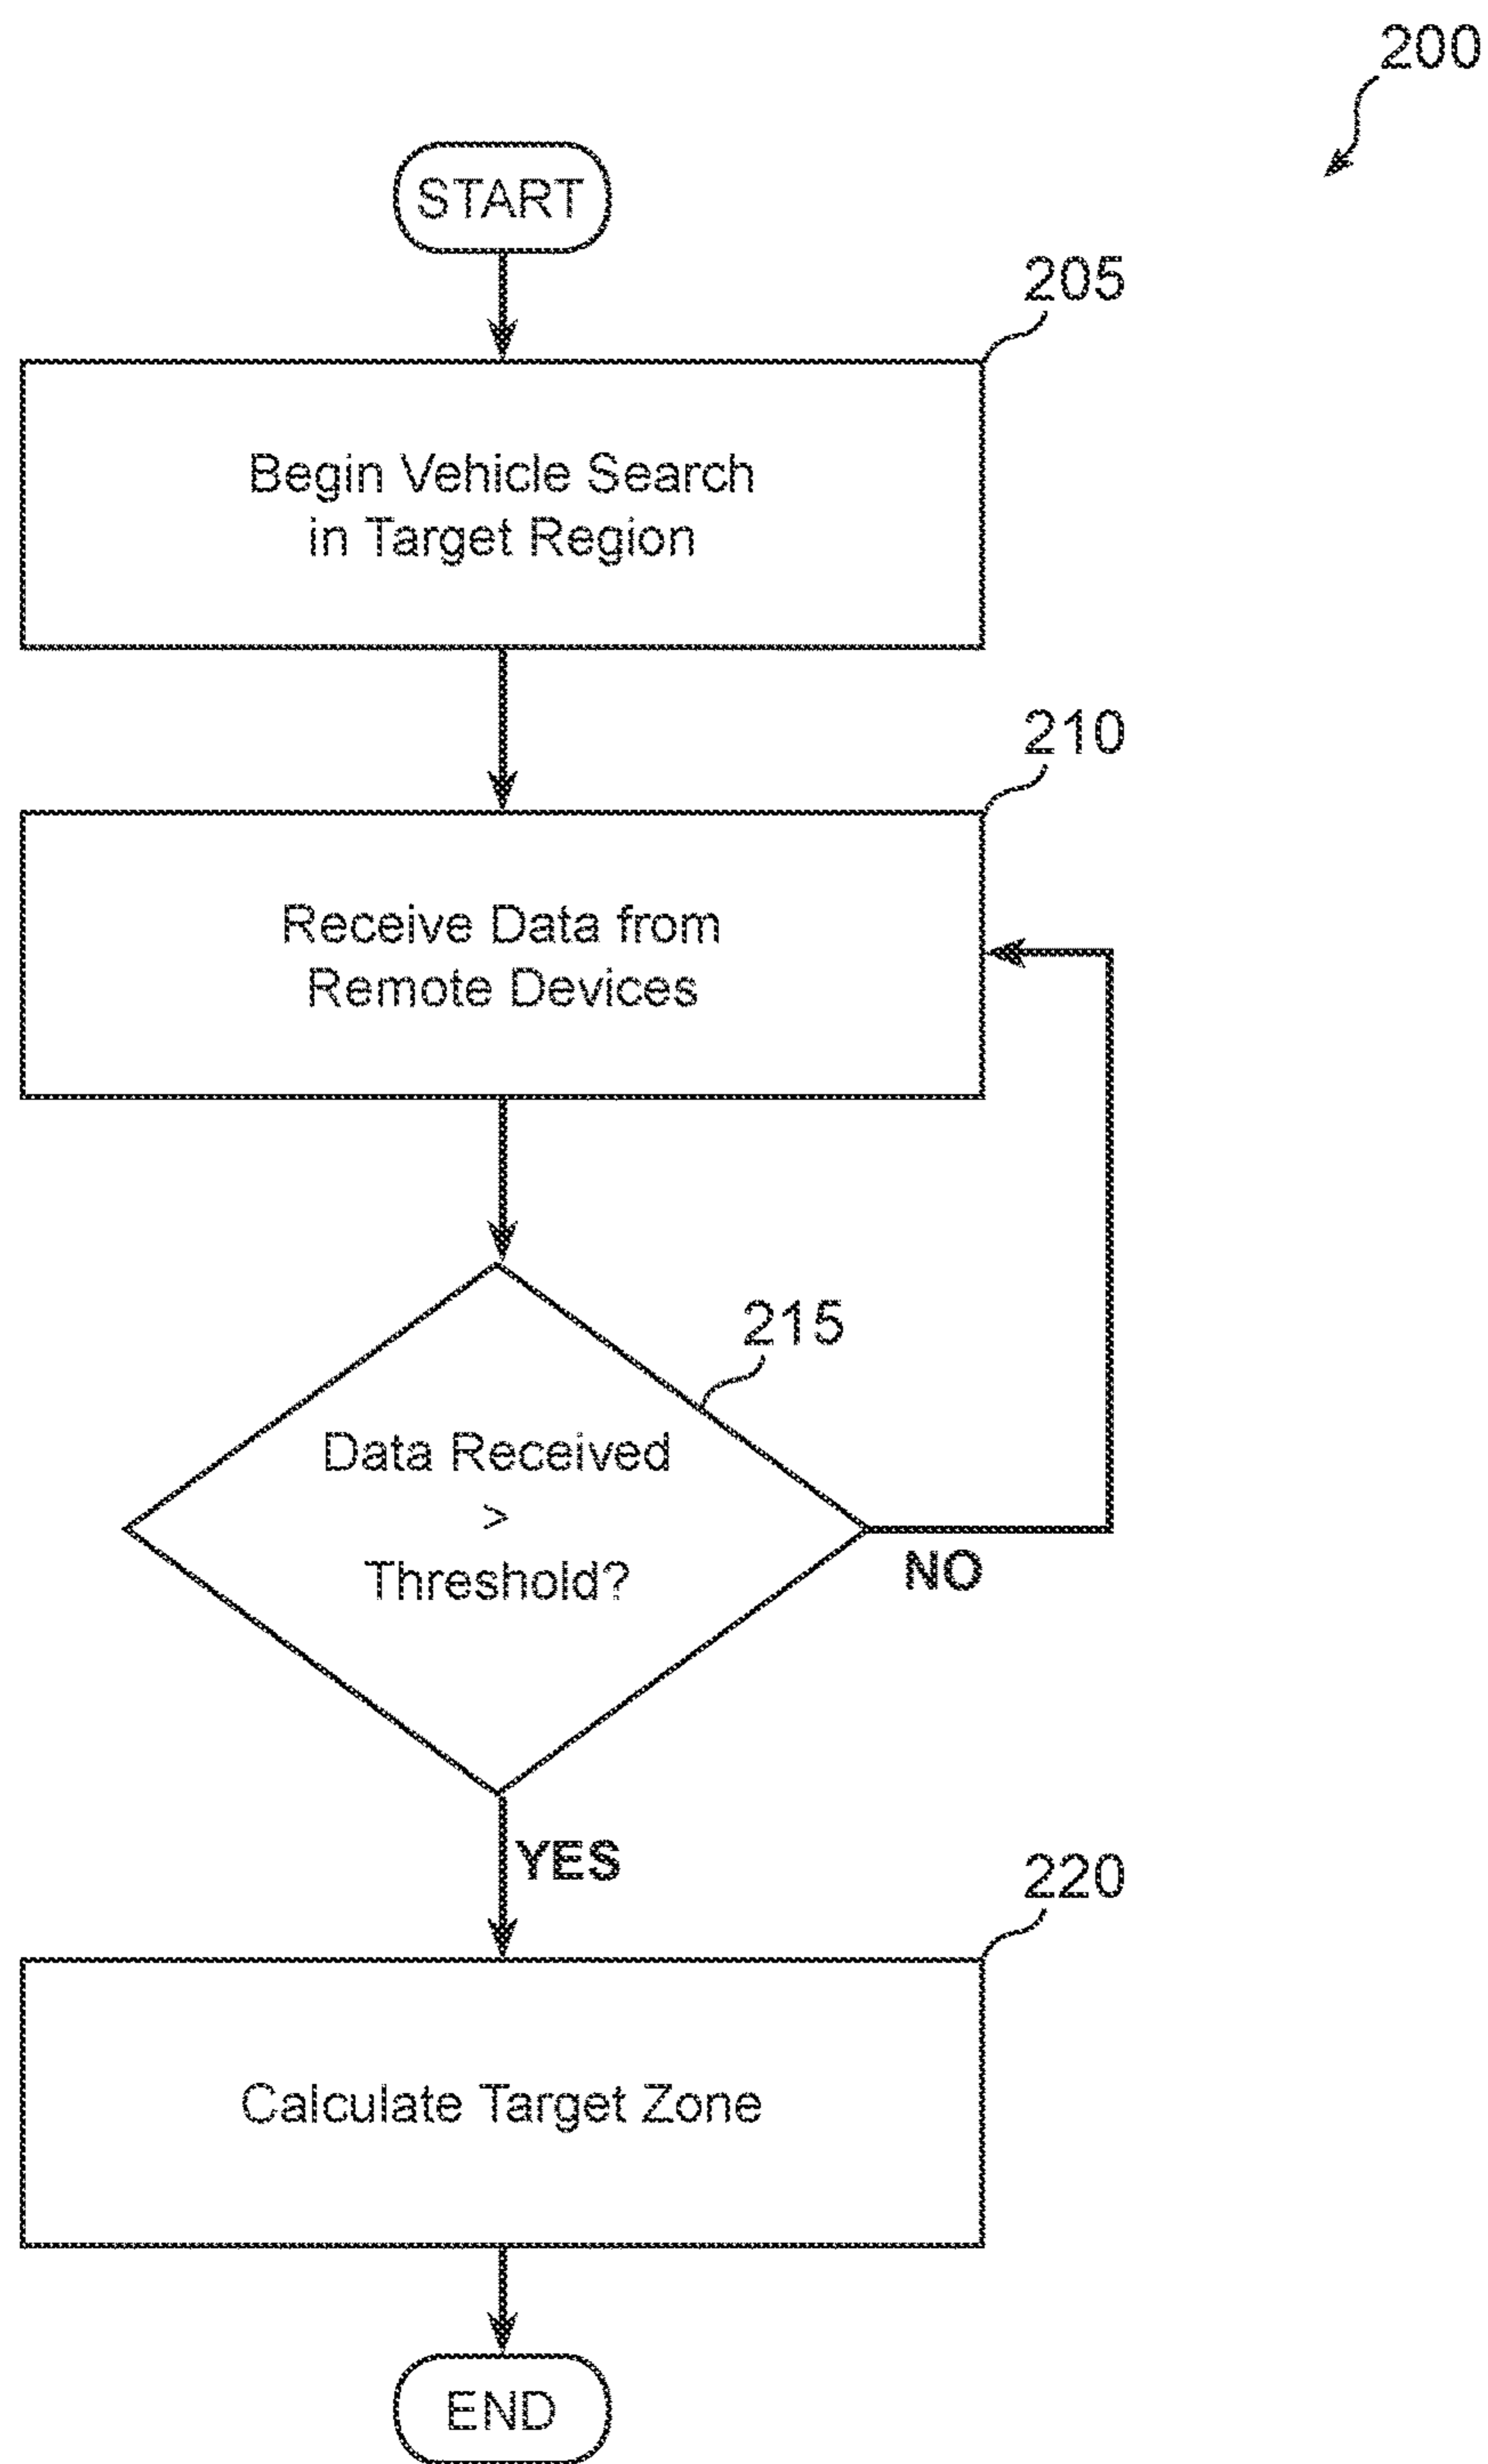 200
START
205
Begin Vehicle Search
in Target Region
210
Receive Data from
Remote Devices
215
Data Received
>
Threshold?
NO
YES
220
Calculate Target Zone
END